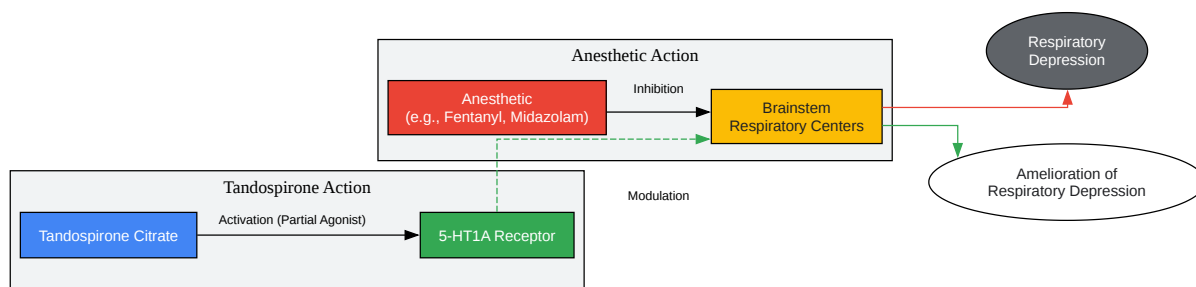 Respiratory
Depression
Anesthetic Action
Anesthetic
(e.g., Fentanyl, Midazolam)
Inhibition
Brainstem
Respiratory Centers
Amelioration of
Respiratory Depression
Tandospirone Action
Modulation
Tandospirone Citrate
Activation (Partial Agonist)
5-HT1A Receptor